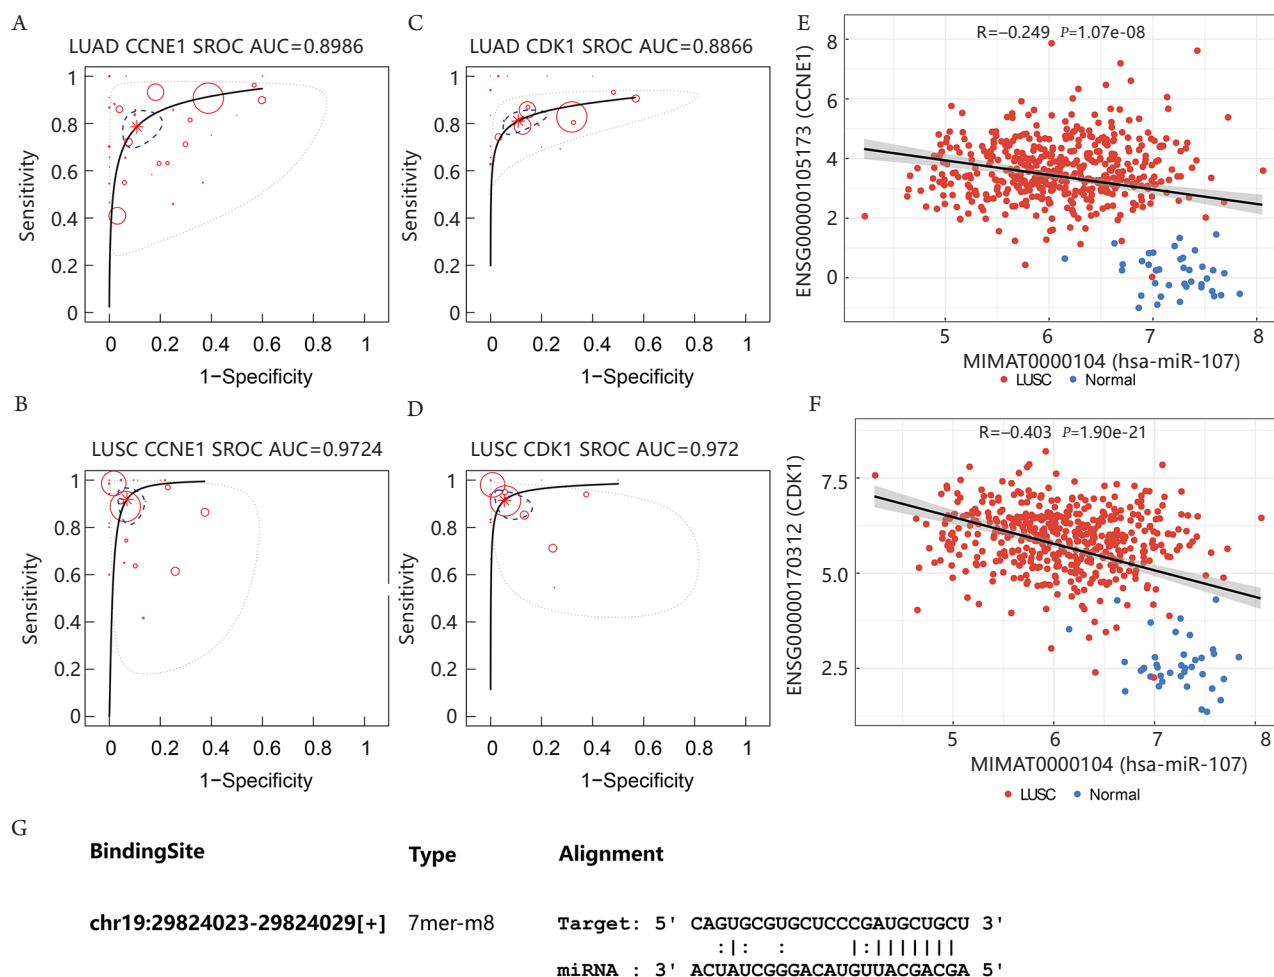 A
LUAD CCNE1 SROC AUC=0.8986
1
0.8
0.6
0.4
0.2
0
Sensitivity
0 0.2 0.4 0.6 0.8 1
1−Specificity
C
LUAD CDK1 SROC AUC=0.8866
1
0.8
0.6
0.4
0.2
0
Sensitivity
0 0.2 0.4 0.6 0.8 1
1−Specificity
E
R=−0.249 P=1.07e-08
8
6
4
2
0
ENSG00000105173 (CCNE1)
5 6 7 8
MIMAT0000104 (hsa-miR-107)
LUSC Normal
B
LUSC CCNE1 SROC AUC=0.9724
1
0.8
0.6
0.4
0.2
0
Sensitivity
0 0.2 0.4 0.6 0.8 1
1−Specificity
D
LUSC CDK1 SROC AUC=0.972
1
0.8
0.6
0.4
0.2
0
Sensitivity
0 0.2 0.4 0.6 0.8 1
1−Specificity
F
R=−0.403 P=1.90e-21
7.5
5.0
2.5
ENSG00000170312 (CDK1)
5 6 7 8
MIMAT0000104 (hsa-miR-107)
LUSC Normal
G
BindingSite Type Alignment
chr19:29824023-29824029[+] 7mer-m8 Target: 5' CAGUGCGUGCUCCCGAUGCUGCU 3'
:|: : |:|||||||
miRNA : 3' ACUAUCGGGACAUGUUACGACGA 5'